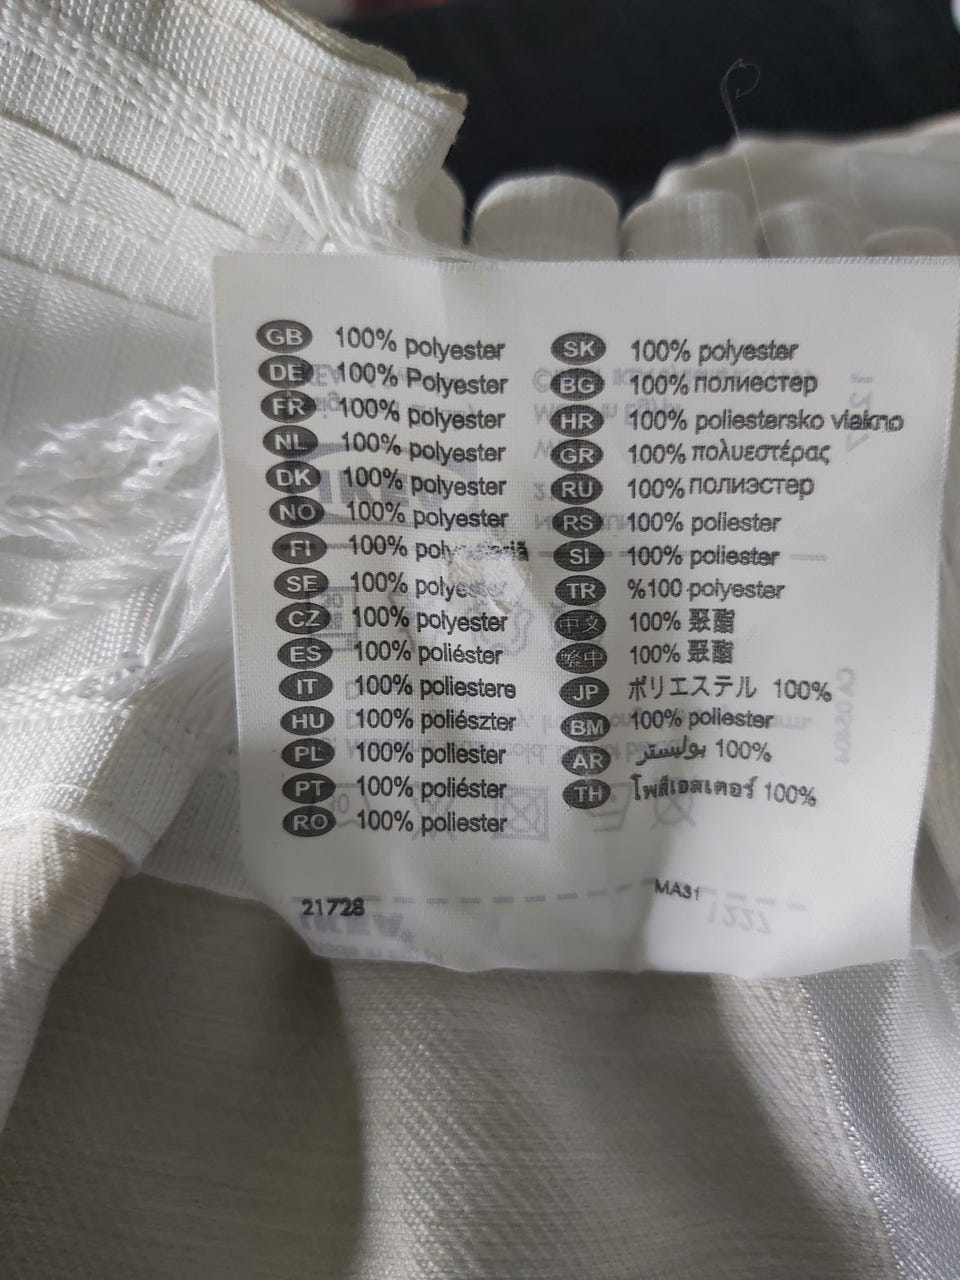 GB 100% polyester
DE 100% Polyester
FR 100% polyester
NL 100% polyester
DK 100% polyester
NO 100% polyester
FI 100%
SE 100% polyester
CZ 100% polyester
ES 100% poliéster
IT 100% poliestere
HU 100% poliészter
PL 100% poliester
PT 100% poliéster
RO 100% poliester
SK 100% polyester
BG 100% полиестер
HR 100% poliestersko vlakno
GR 100% πολυεστέρας
RU 100% полиэстер
RS 100% poliester
SI 100% poliester
TR %100 polyester
中文 100% 聚酯
繁中 100% 聚酯
JP ポリエステル 100%
BM 100% poliester
AR بوليستر 100%
TH โพลีเอสเตอร์ 100%
21728
MA31